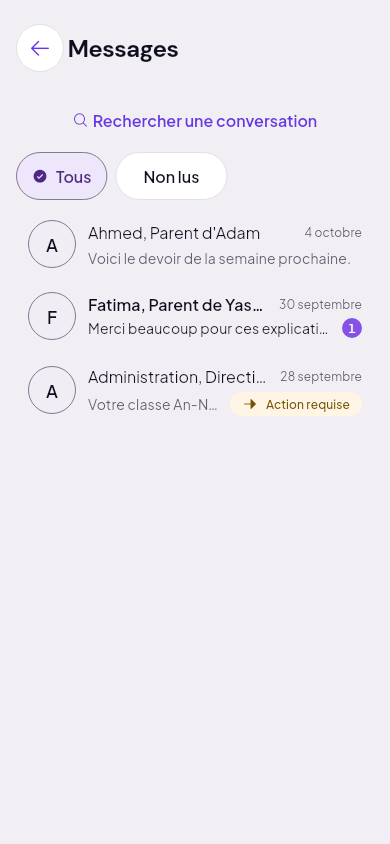 Messages
Rechercher une conversation
Tous
Non lus
A
Ahmed, Parent d'Adam
4 octobre
Voici le devoir de la semaine prochaine.
F
Fatima, Parent de Yas...
30 septembre
Merci beaucoup pour ces explicati...
1
A
Administration, Directi...
28 septembre
Votre classe An-N...
Action requise